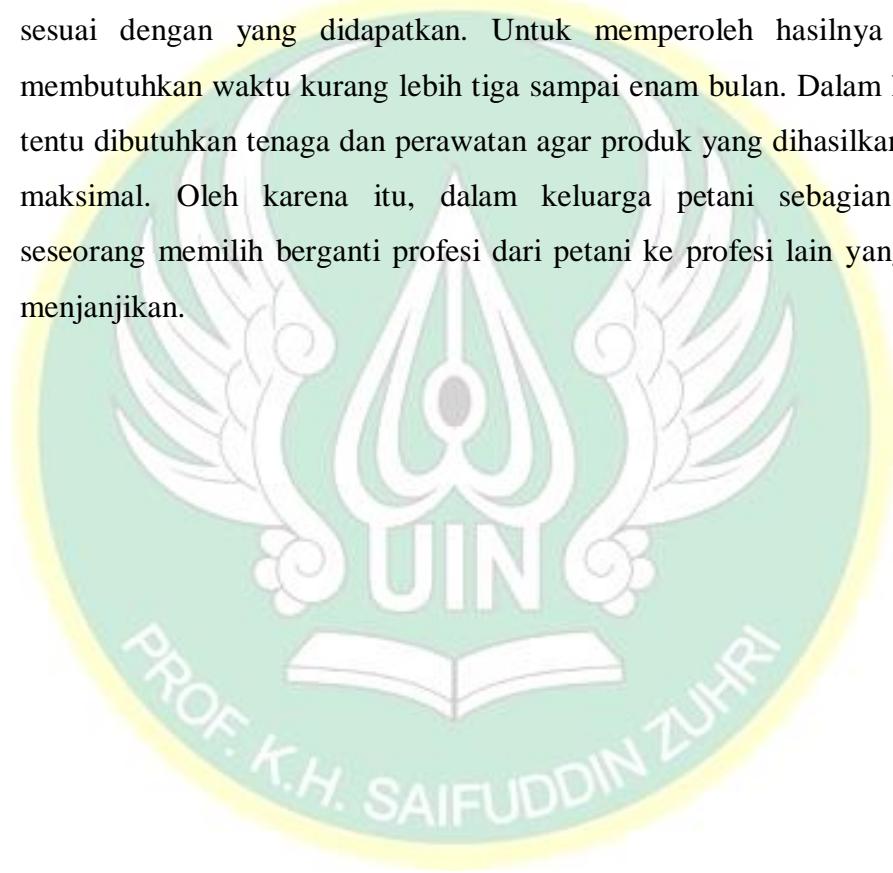 sesuai dengan yang didapatkan. Untuk memperoleh hasilnya
membutuhkan waktu kurang lebih tiga sampai enam bulan. Dalam
tentu dibutuhkan tenaga dan perawatan agar produk yang dihasilkan
maksimal. Oleh karena itu, dalam keluarga petani sebagian
seseorang memilih berganti profesi dari petani ke profesi lain yang
menjanjikan.
UIN
PROF. K.H. SAIFUDDIN ZUHRI